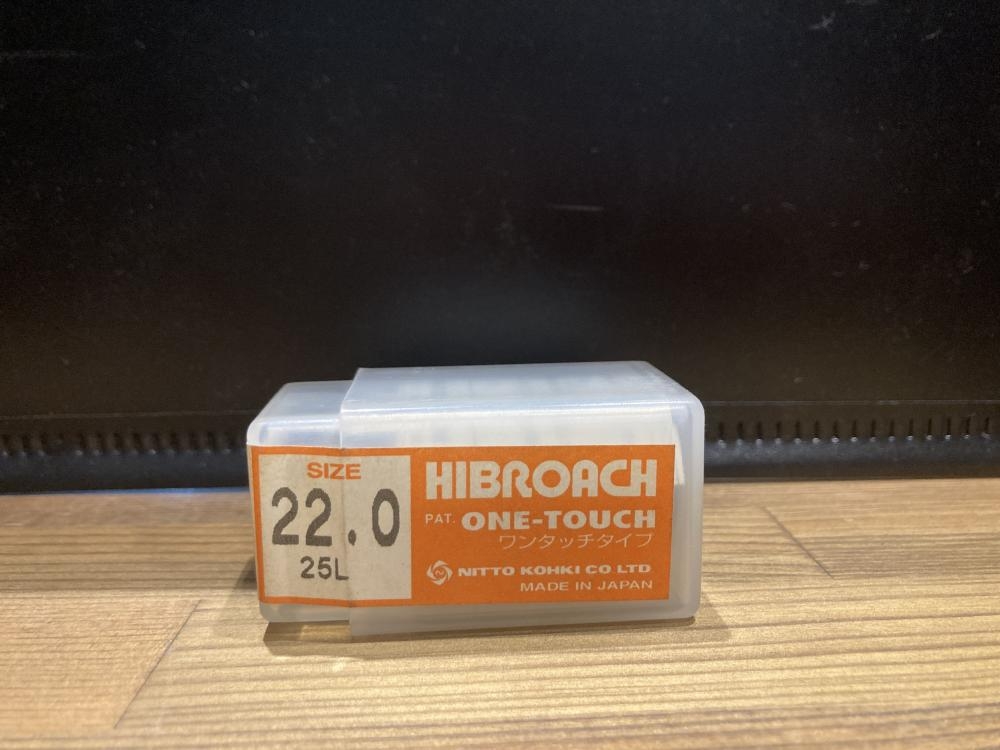 SIZE
22.0
25L
HIBROACH
PAT. ONE-TOUCH
ワンタッチタイプ
NITTO KOHKI CO LTD
MADE IN JAPAN